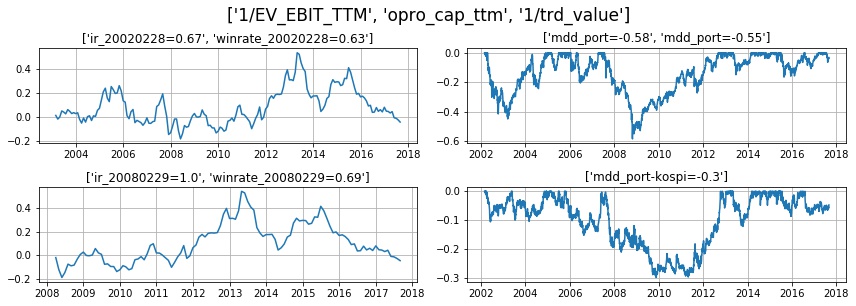 ['1/EV_EBIT_TTM', 'opro_cap_ttm', '1/trd_value']
['ir_20020228=0.67', 'winrate_20020228=0.63']
0.4
0.2
0.0
−0.2
2004 2006 2008 2010 2012 2014 2016 2018
['mdd_port=-0.58', 'mdd_port=-0.55']
0.0
−0.2
−0.4
−0.6
2002 2004 2006 2008 2010 2012 2014 2016 2018
['ir_20080229=1.0', 'winrate_20080229=0.69']
0.4
0.2
0.0
−0.2
2008 2009 2010 2011 2012 2013 2014 2015 2016 2017 2018
['mdd_port-kospi=-0.3']
0.0
−0.1
−0.2
−0.3
2002 2004 2006 2008 2010 2012 2014 2016 2018